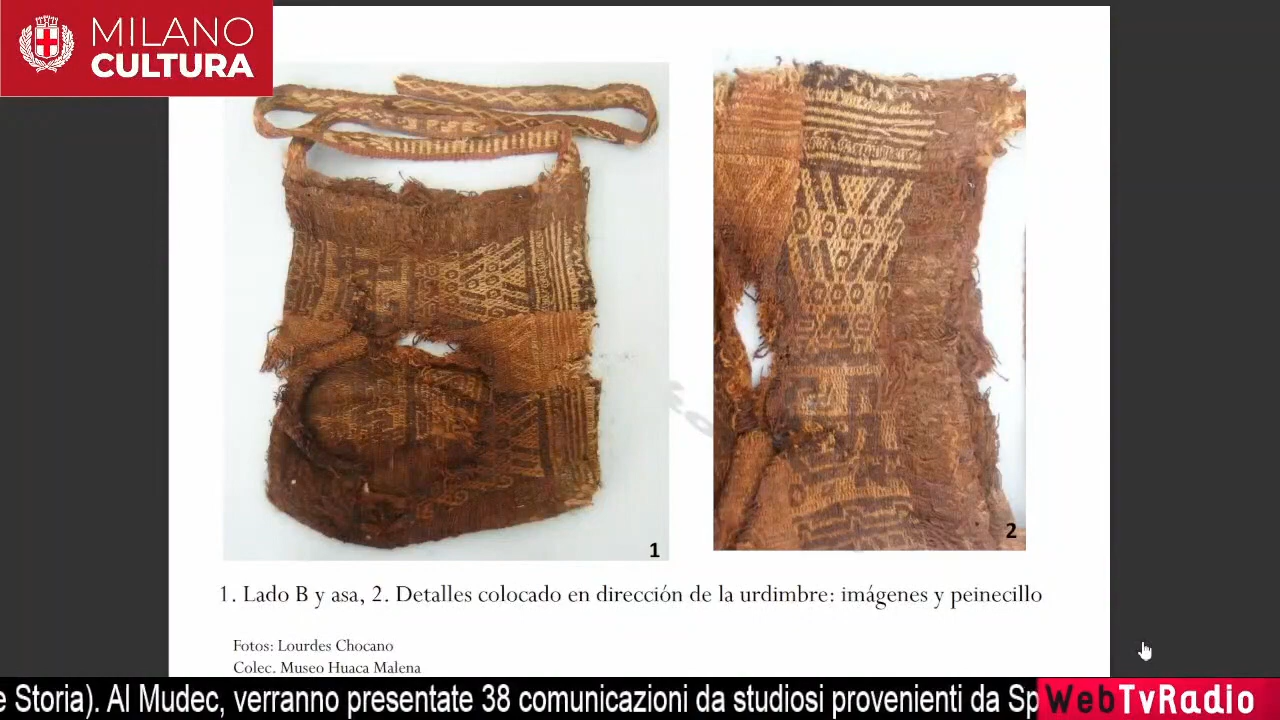 MILANO
CULTURA
1
2
1. Lado B y asa, 2. Detalles colocado en dirección de la urdimbre: imágenes y peinecillo
Fotos: Lourdes Chocano
Colec. Museo Huaca Malena
e Storia). Al Mudec, verranno presentate 38 comunicazioni da studiosi provenienti da Sp
WebTvRadio